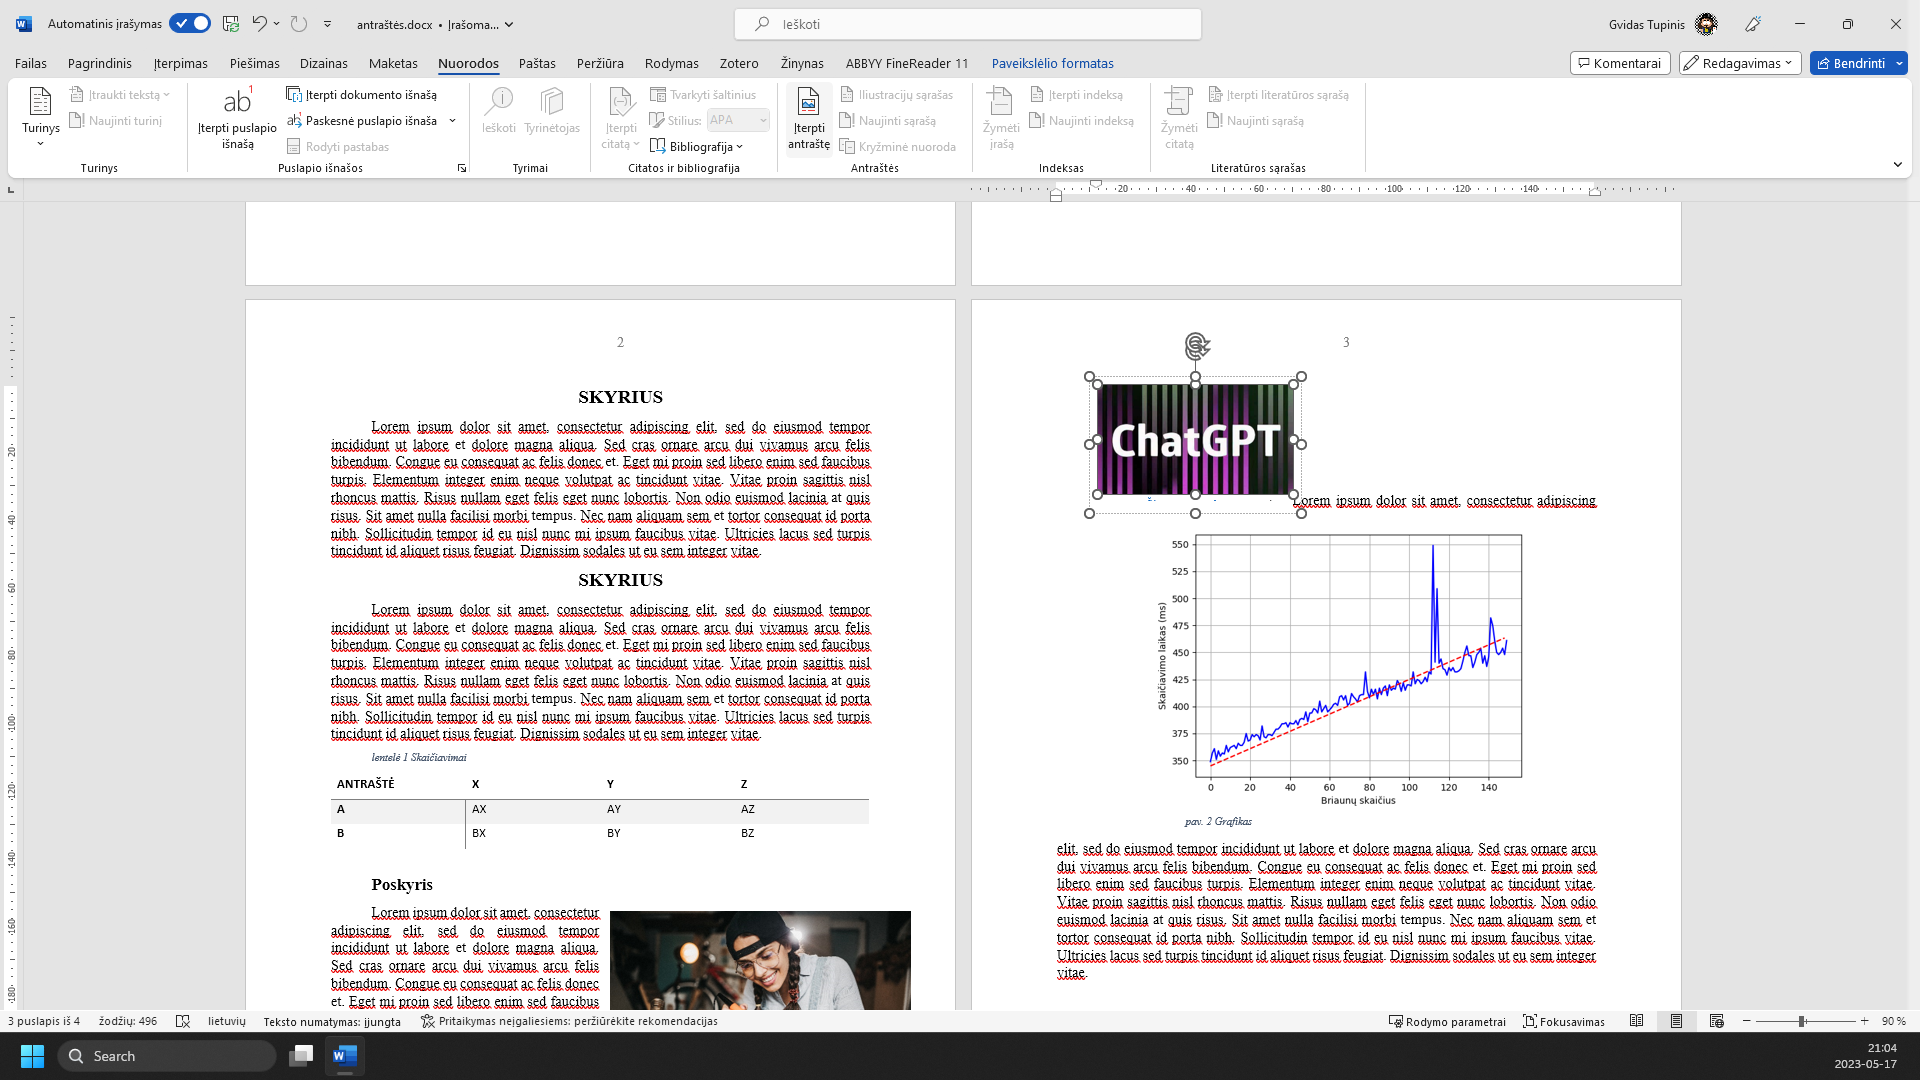 Automatinis įrašymas
antraštės.docx • Įrašoma...
Ieškoti
Gvidas Tupinis
Failas
Pagrindinis
Įterpimas
Piešimas
Dizainas
Maketas
Nuorodos
Paštas
Peržiūra
Rodymas
Zotero
Žinynas
ABBYY FineReader 11
Paveikslėlio formatas
Komentarai
Redagavimas
Bendrinti
Turinys
Įtraukti tekstą
Naujinti turinį
Turinys
ab
Įterpti puslapio
išnašą
Įterpti dokumento išnašą
Paskesnė puslapio išnaša
Rodyti pastabas
Puslapio išnašos
Ieškoti
Tyrinėtojas
Tyrimai
Įterpti
citatą
Tvarkyti šaltinius
Stilius: APA
Bibliografija
Citatos ir bibliografija
Įterpti
antraštę
Iliustracijų sąrašas
Naujinti sąrašą
Kryžminė nuoroda
Antraštės
Žymėti
įrašą
Įterpti indeksą
Naujinti indeksą
Indeksas
Žymėti
citatą
Įterpti literatūros sąrašą
Naujinti sąrašą
Literatūros sąrašas
20 40 60 80 100 120 140
20
40
60
80
100
120
140
160
180
2
SKYRIUS
Lorem ipsum dolor sit amet, consectetur adipiscing elit, sed do eiusmod tempor
incididunt ut labore et dolore magna aliqua. Sed cras ornare arcu dui vivamus arcu felis
bibendum. Congue eu consequat ac felis donec et. Eget mi proin sed libero enim sed faucibus
turpis. Elementum integer enim neque volutpat ac tincidunt vitae. Vitae proin sagittis nisl
rhoncus mattis. Risus nullam eget felis eget nunc lobortis. Non odio euismod lacinia at quis
risus. Sit amet nulla facilisi morbi tempus. Nec nam aliquam sem et tortor consequat id porta
nibh. Sollicitudin tempor id eu nisl nunc mi ipsum faucibus vitae. Ultricies lacus sed turpis
tincidunt id aliquet risus feugiat. Dignissim sodales ut eu sem integer vitae.
SKYRIUS
Lorem ipsum dolor sit amet, consectetur adipiscing elit, sed do eiusmod tempor
incididunt ut labore et dolore magna aliqua. Sed cras ornare arcu dui vivamus arcu felis
bibendum. Congue eu consequat ac felis donec et. Eget mi proin sed libero enim sed faucibus
turpis. Elementum integer enim neque volutpat ac tincidunt vitae. Vitae proin sagittis nisl
rhoncus mattis. Risus nullam eget felis eget nunc lobortis. Non odio euismod lacinia at quis
risus. Sit amet nulla facilisi morbi tempus. Nec nam aliquam sem et tortor consequat id porta
nibh. Sollicitudin tempor id eu nisl nunc mi ipsum faucibus vitae. Ultricies lacus sed turpis
tincidunt id aliquet risus feugiat. Dignissim sodales ut eu sem integer vitae.
lentelė 1 Skaičiavimai
ANTRAŠTĖ X Y Z
A AX AY AZ
B BX BY BZ
Poskyris
Lorem ipsum dolor sit amet, consectetur
adipiscing elit, sed do eiusmod tempor
incididunt ut labore et dolore magna aliqua.
Sed cras ornare arcu dui vivamus arcu felis
bibendum. Congue eu consequat ac felis donec
et. Eget mi proin sed libero enim sed faucibus
3
ChatGPT
Lorem ipsum dolor sit amet, consectetur adipiscing
550
525
500
475
450
425
400
375
350
Skaičiavimo laikas (ms)
0 20 40 60 80 100 120 140
Briaunų skaičius
pav. 2 Grafikas
elit, sed do eiusmod tempor incididunt ut labore et dolore magna aliqua. Sed cras ornare arcu
dui vivamus arcu felis bibendum. Congue eu consequat ac felis donec et. Eget mi proin sed
libero enim sed faucibus turpis. Elementum integer enim neque volutpat ac tincidunt vitae.
Vitae proin sagittis nisl rhoncus mattis. Risus nullam eget felis eget nunc lobortis. Non odio
euismod lacinia at quis risus. Sit amet nulla facilisi morbi tempus. Nec nam aliquam sem et
tortor consequat id porta nibh. Sollicitudin tempor id eu nisl nunc mi ipsum faucibus vitae.
Ultricies lacus sed turpis tincidunt id aliquet risus feugiat. Dignissim sodales ut eu sem integer
vitae.
3 puslapis iš 4
žodžių: 496
lietuvių
Teksto numatymas: įjungta
Pritaikymas neįgaliesiems: peržiūrėkite rekomendacijas
Rodymo parametrai
Fokusavimas
90 %
Search
21:04
2023-05-17